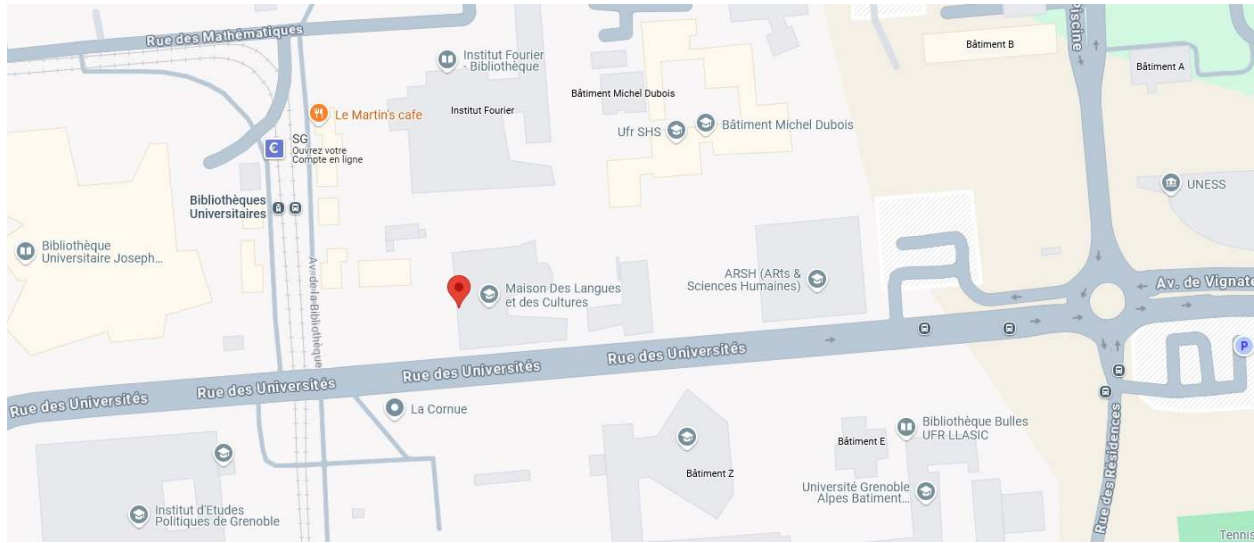 Rue des Mathématiques
Institut Fourier
- Bibliothèque
Institut Fourier
Le Martin's cafe
SG
Ouvrez votre
Compte en ligne
€
Bâtiment Michel Dubois
Ufr SHS
Bâtiment Michel Dubois
Bâtiment B
Piscine
Bâtiment A
UNESS
Bibliothèques
Universitaires
Bibliothèque
Universitaire Joseph...
Av. de la Bibliothèque
Maison Des Langues
et des Cultures
ARSH (ARts &
Sciences Humaines)
Av. de Vignate
P
Rue des Universités
Rue des Universités
Rue des Universités
Rue des Universités
La Cornue
Bibliothèque Bulles
UFR LLASIC
Bâtiment E
Bâtiment Z
Université Grenoble
Alpes Batiment...
Rue des Résidences
Institut d'Etudes
Politiques de Grenoble
Tennis